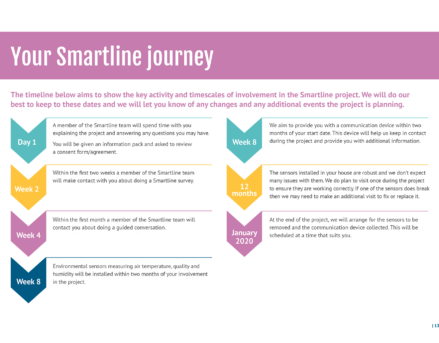 Your Smartline journey
The timeline below aims to show the key activity and timescales of involvement in the Smartline project. We will do our
best to keep to these dates and we will let you know of any changes and any additional events the project is planning.
Day 1
A member of the Smartline team will spend time with you
explaining the project and answering any questions you may have.
You will be given an information pack and asked to review
a consent form/agreement.
Week 2
Within the first two weeks a member of the Smartline team
will make contact with you about doing a Smartline survey.
Week 4
Within the first month a member of the Smartline team will
contact you about doing a guided conversation.
Week 8
Environmental sensors measuring air temperature, quality and
humidity will be installed within two months of your involvement
in the project.
Week 8
We aim to provide you with a communication device within two
months of your start date. This device will help us keep in contact
during the project and provide you with additional information.
12
months
The sensors installed in your house are robust and we don't expect
many issues with them. We do plan to visit once during the project
to ensure they are working correctly. If one of the sensors does break
then we may need to make an additional visit to fix or replace it.
January
2020
At the end of the project, we will arrange for the sensors to be
removed and the communication device collected. This will be
scheduled at a time that suits you.
| 13